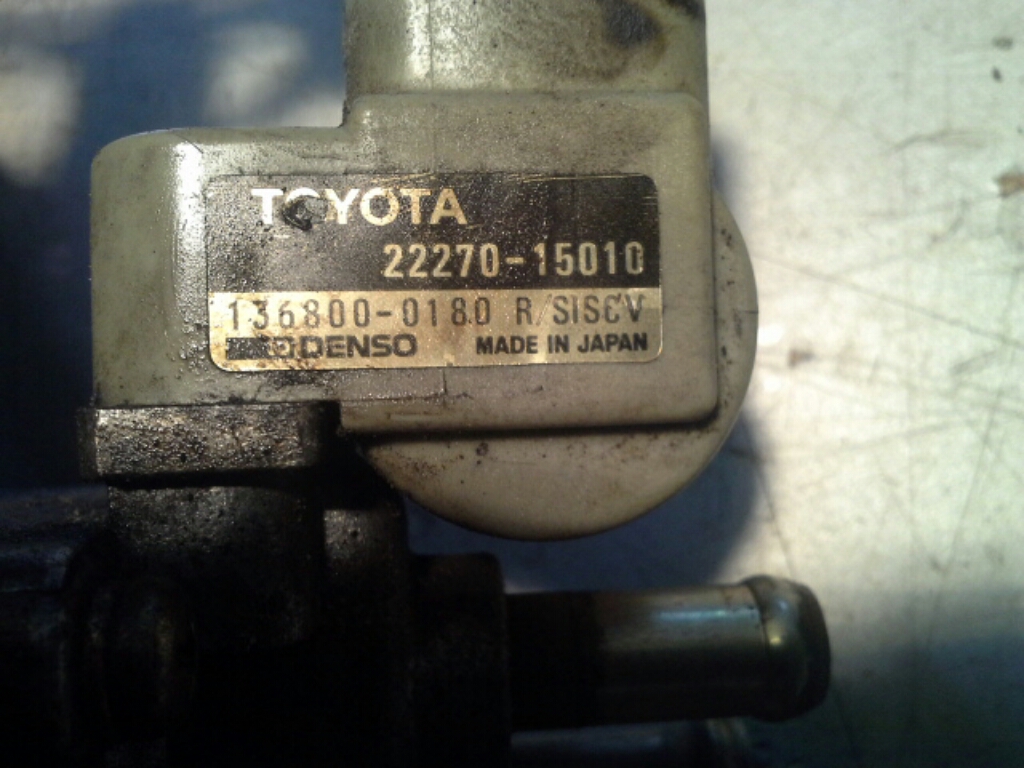 TOYOTA
22270-15010
136800-0180 R/SISCV
DENSO MADE IN JAPAN